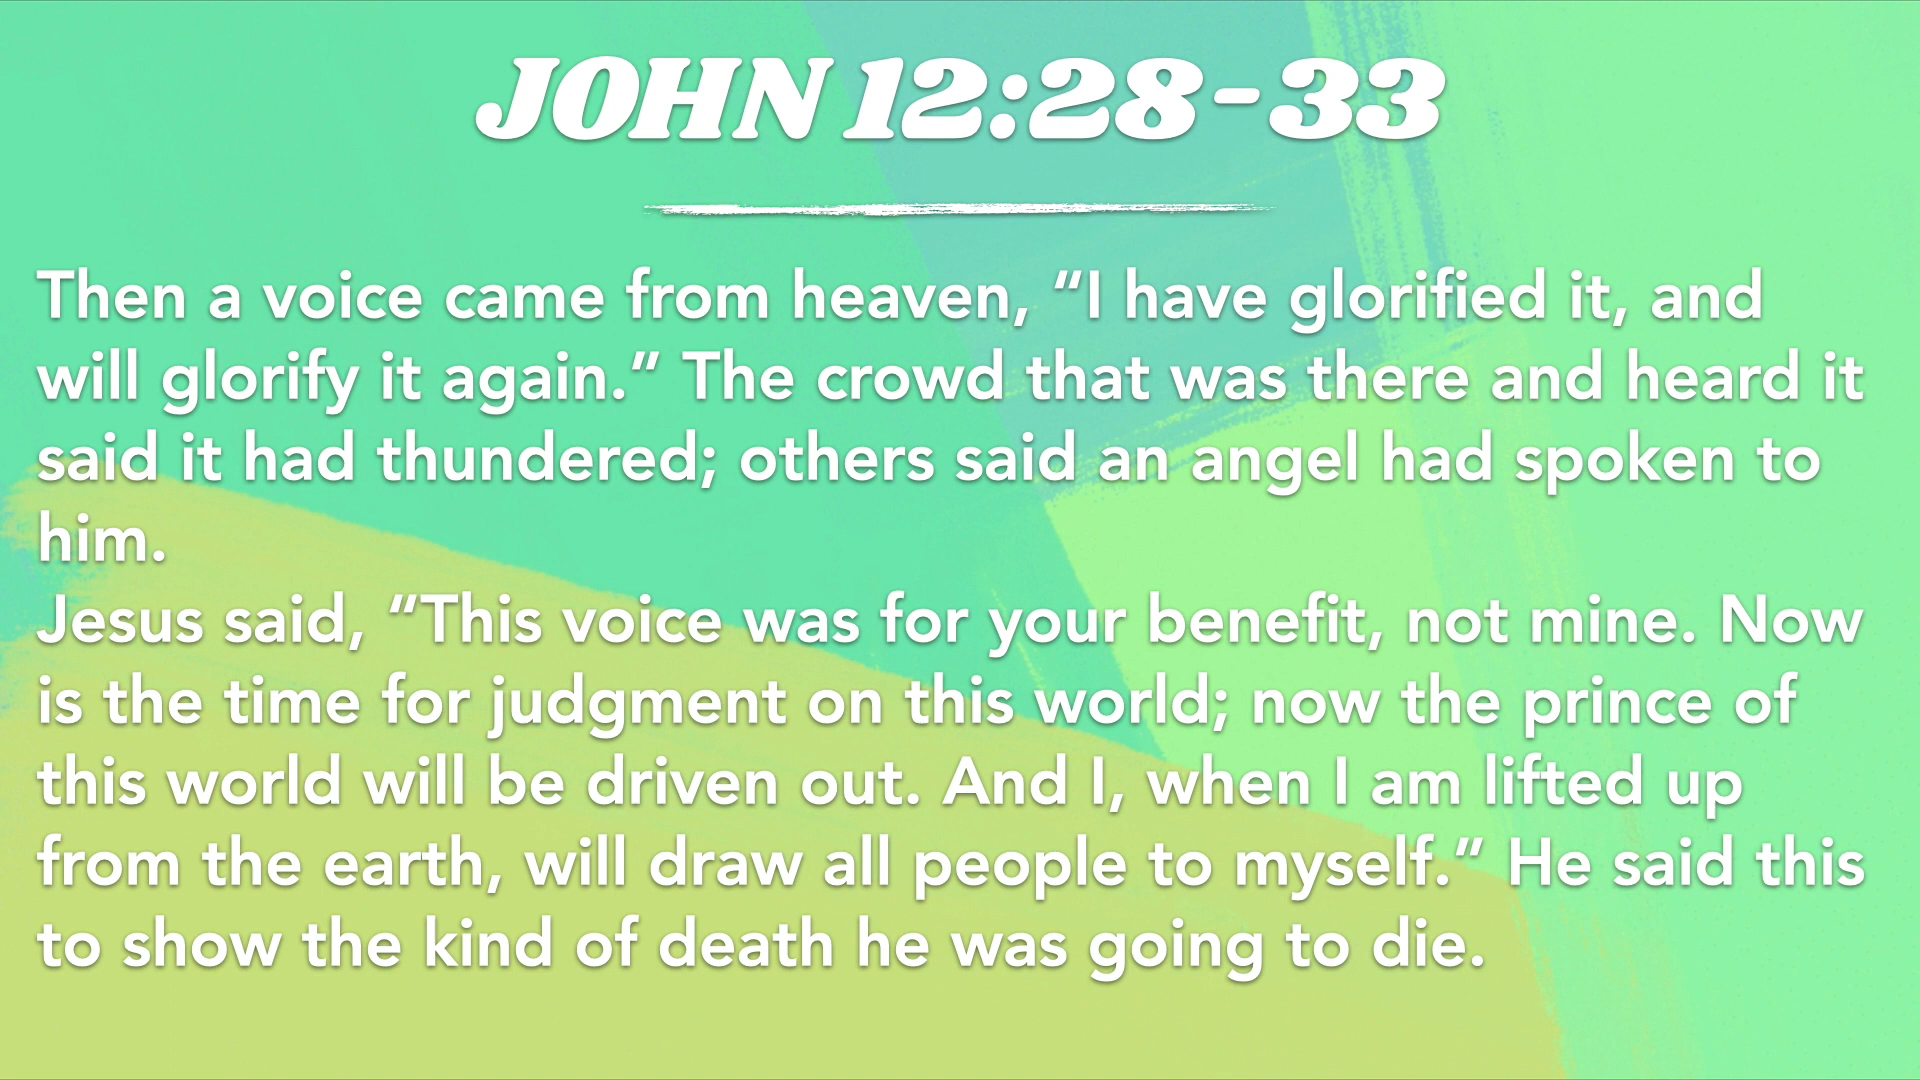 JOHN 12:28-33
Then a voice came from heaven, “I have glorified it, and
will glorify it again.” The crowd that was there and heard it
said it had thundered; others said an angel had spoken to
him.
Jesus said, “This voice was for your benefit, not mine. Now
is the time for judgment on this world; now the prince of
this world will be driven out. And I, when I am lifted up
from the earth, will draw all people to myself.” He said this
to show the kind of death he was going to die.